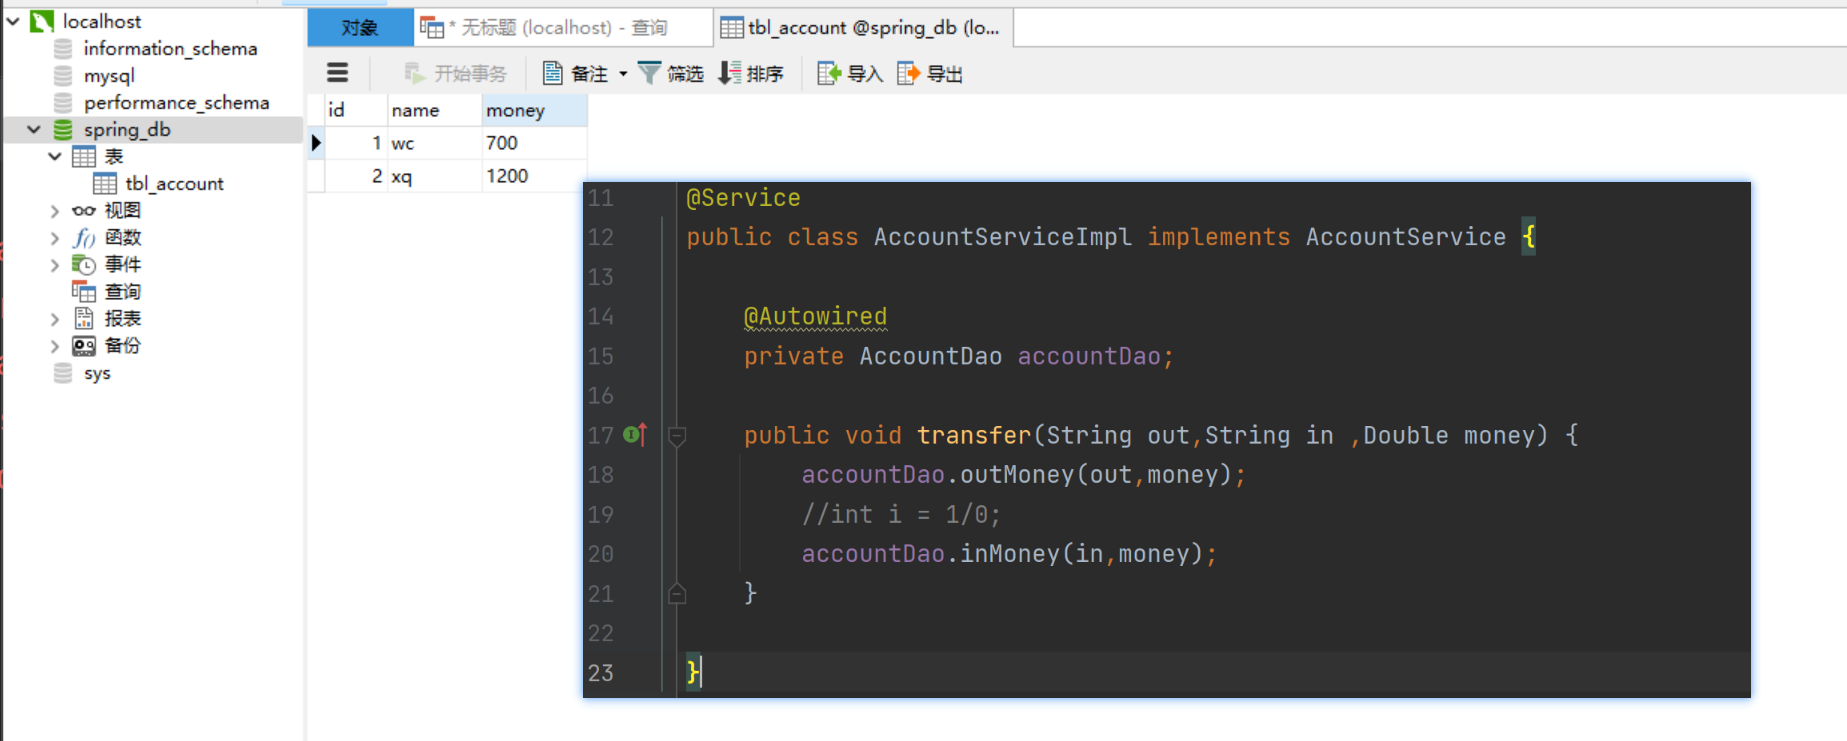 localhost
information_schema
mysql
performance_schema
spring_db
表
tbl_account
视图
函数
事件
查询
报表
备份
sys
对象
* 无标题 (localhost) - 查询
tbl_account @spring_db (lo...
开始事务 备注 筛选 排序 导入 导出
id name money
1 wc 700
2 xq 1200
11 @Service
12 public class AccountServiceImpl implements AccountService {
13
14 @Autowired
15 private AccountDao accountDao;
16
17 public void transfer(String out,String in ,Double money) {
18 accountDao.outMoney(out,money);
19 //int i = 1/0;
20 accountDao.inMoney(in,money);
21 }
22
23 }